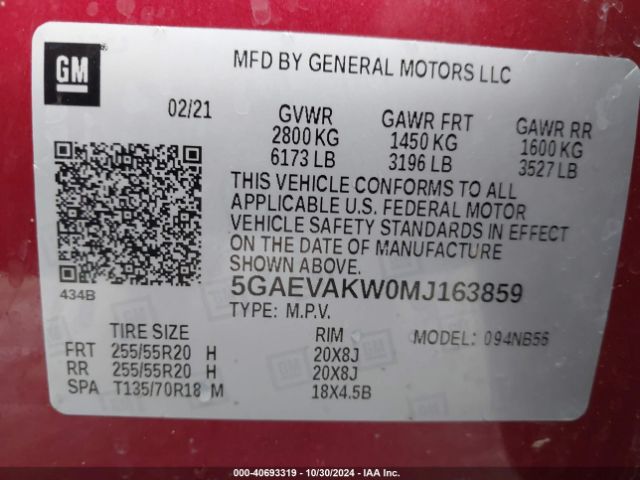 GM
MFD BY GENERAL MOTORS LLC
02/21 GVWR GAWR FRT GAWR RR
2800 KG 1450 KG 1600 KG
6173 LB 3196 LB 3527 LB
THIS VEHICLE CONFORMS TO ALL
APPLICABLE U.S. FEDERAL MOTOR
VEHICLE SAFETY STANDARDS IN EFFECT
ON THE DATE OF MANUFACTURE
SHOWN ABOVE.
434B
5GAEVAKW0MJ163859
TYPE: M.P.V.
TIRE SIZE RIM MODEL: 094NB56
FRT 255/55R20 H 20X8J
RR 255/55R20 H 20X8J
SPA T135/70R18 M 18X4.5B
000-40693319 - 10/30/2024 - IAA Inc.